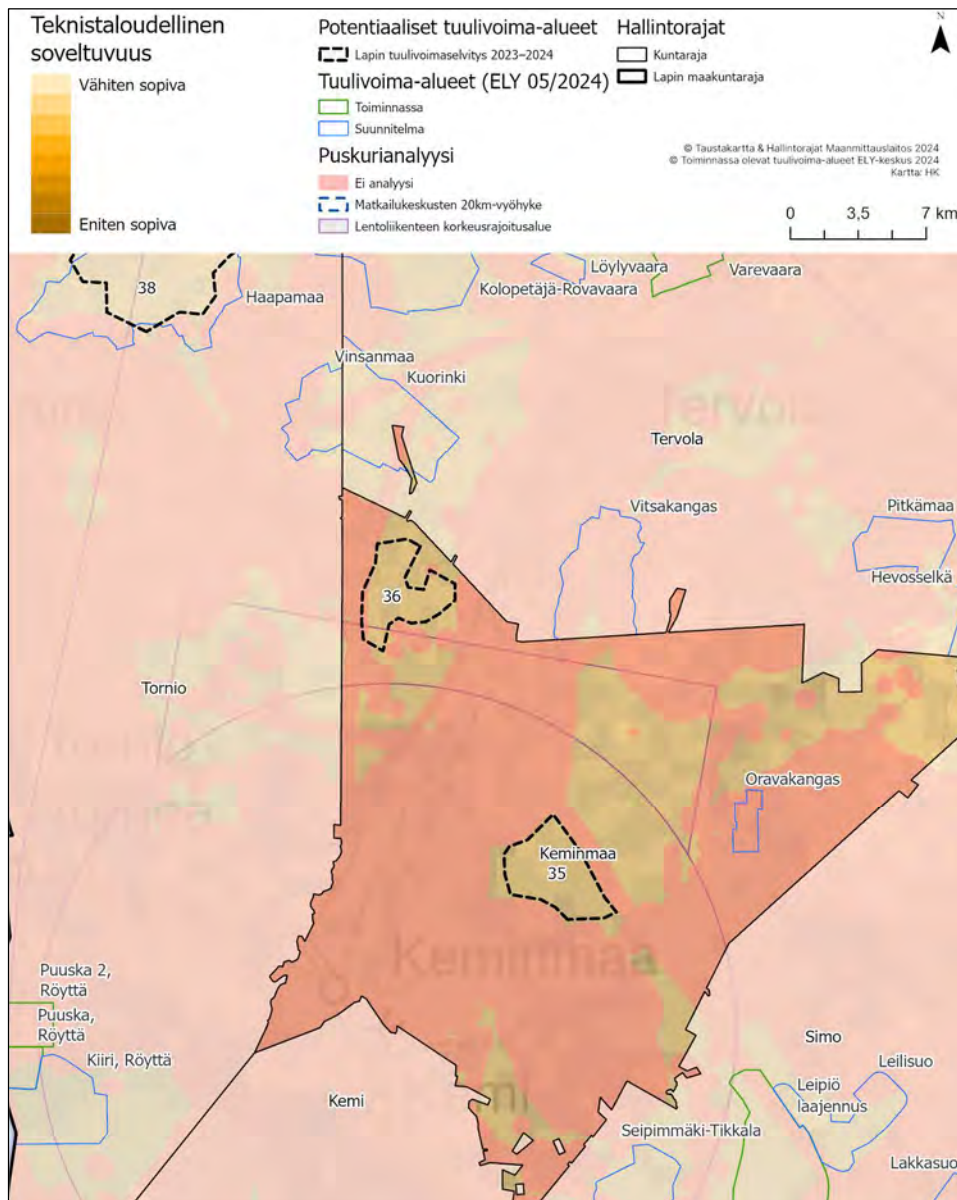 Teknistaloudellinen
soveltuvuus
Vähiten sopiva
Eniten sopiva
Potentiaaliset tuulivoima-alueet
Lapin tuulivoimaselvitys 2023–2024
Tuulivoima-alueet (ELY 05/2024)
Toiminnassa
Suunnitelma
Puskurianalyysi
Ei analyysi
Matkailukeskusten 20km-vyöhyke
Lentoliikenteen korkeusrajoitusalue
Hallintorajat
Kuntaraja
Lapin maakuntaraja
N
© Taustakartta & Hallintorajat Maanmittauslaitos 2024
© Toiminnassa olevat tuulivoima-alueet ELY-keskus 2024
Kartta: HK
0 3,5 7 km
38
Haapamaa
Löylyvaara
Varevaara
Kolopetäjä-Rovavaara
Vinsanmaa
Kuorinki
Tervola
Tervola
Vitsakangas
Pitkämaa
Hevosselkä
36
Tornio
Oravakangas
Keminmaa
35
Keminmaa
Puuska 2,
Röyttä
Puuska,
Röyttä
Kiiri, Röyttä
Kemi
Simo
Leilisuo
Leipiö
laajennus
Seipimmäki-Tikkala
Lakkasuo